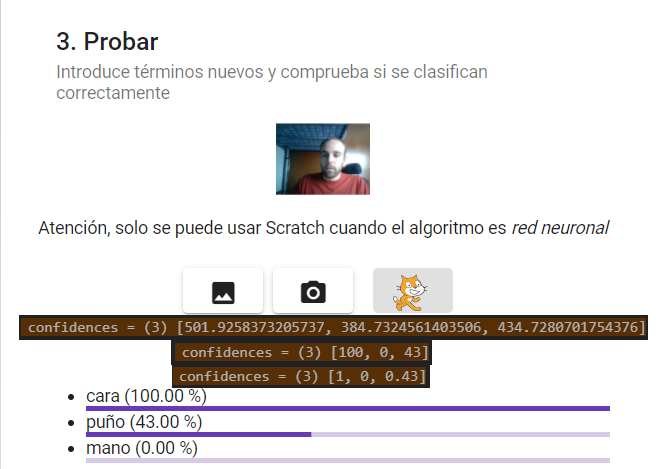 3. Probar
Introduce términos nuevos y comprueba si se clasifican
correctamente
Atención, solo se puede usar Scratch cuando el algoritmo es red neuronal
confidences = (3) [501.9258373205737, 384.7324561403506, 434.7280701754376]
confidences = (3) [100, 0, 43]
confidences = (3) [1, 0, 0.43]
cara (100.00 %)
puño (43.00 %)
mano (0.00 %)